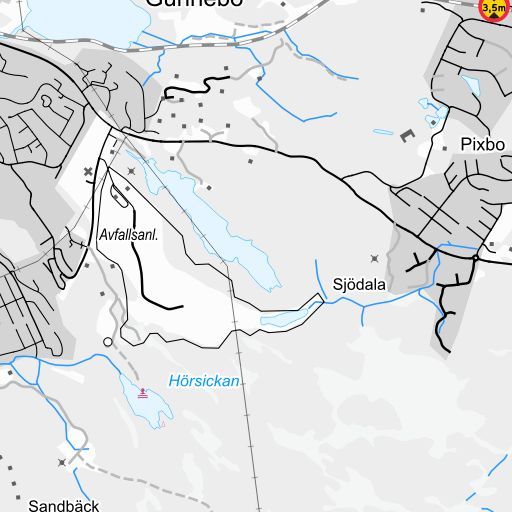 Gunnebo
3,5m
Pixbo
Avfallsanl.
Sjödala
Hörsickan
Sandbäck